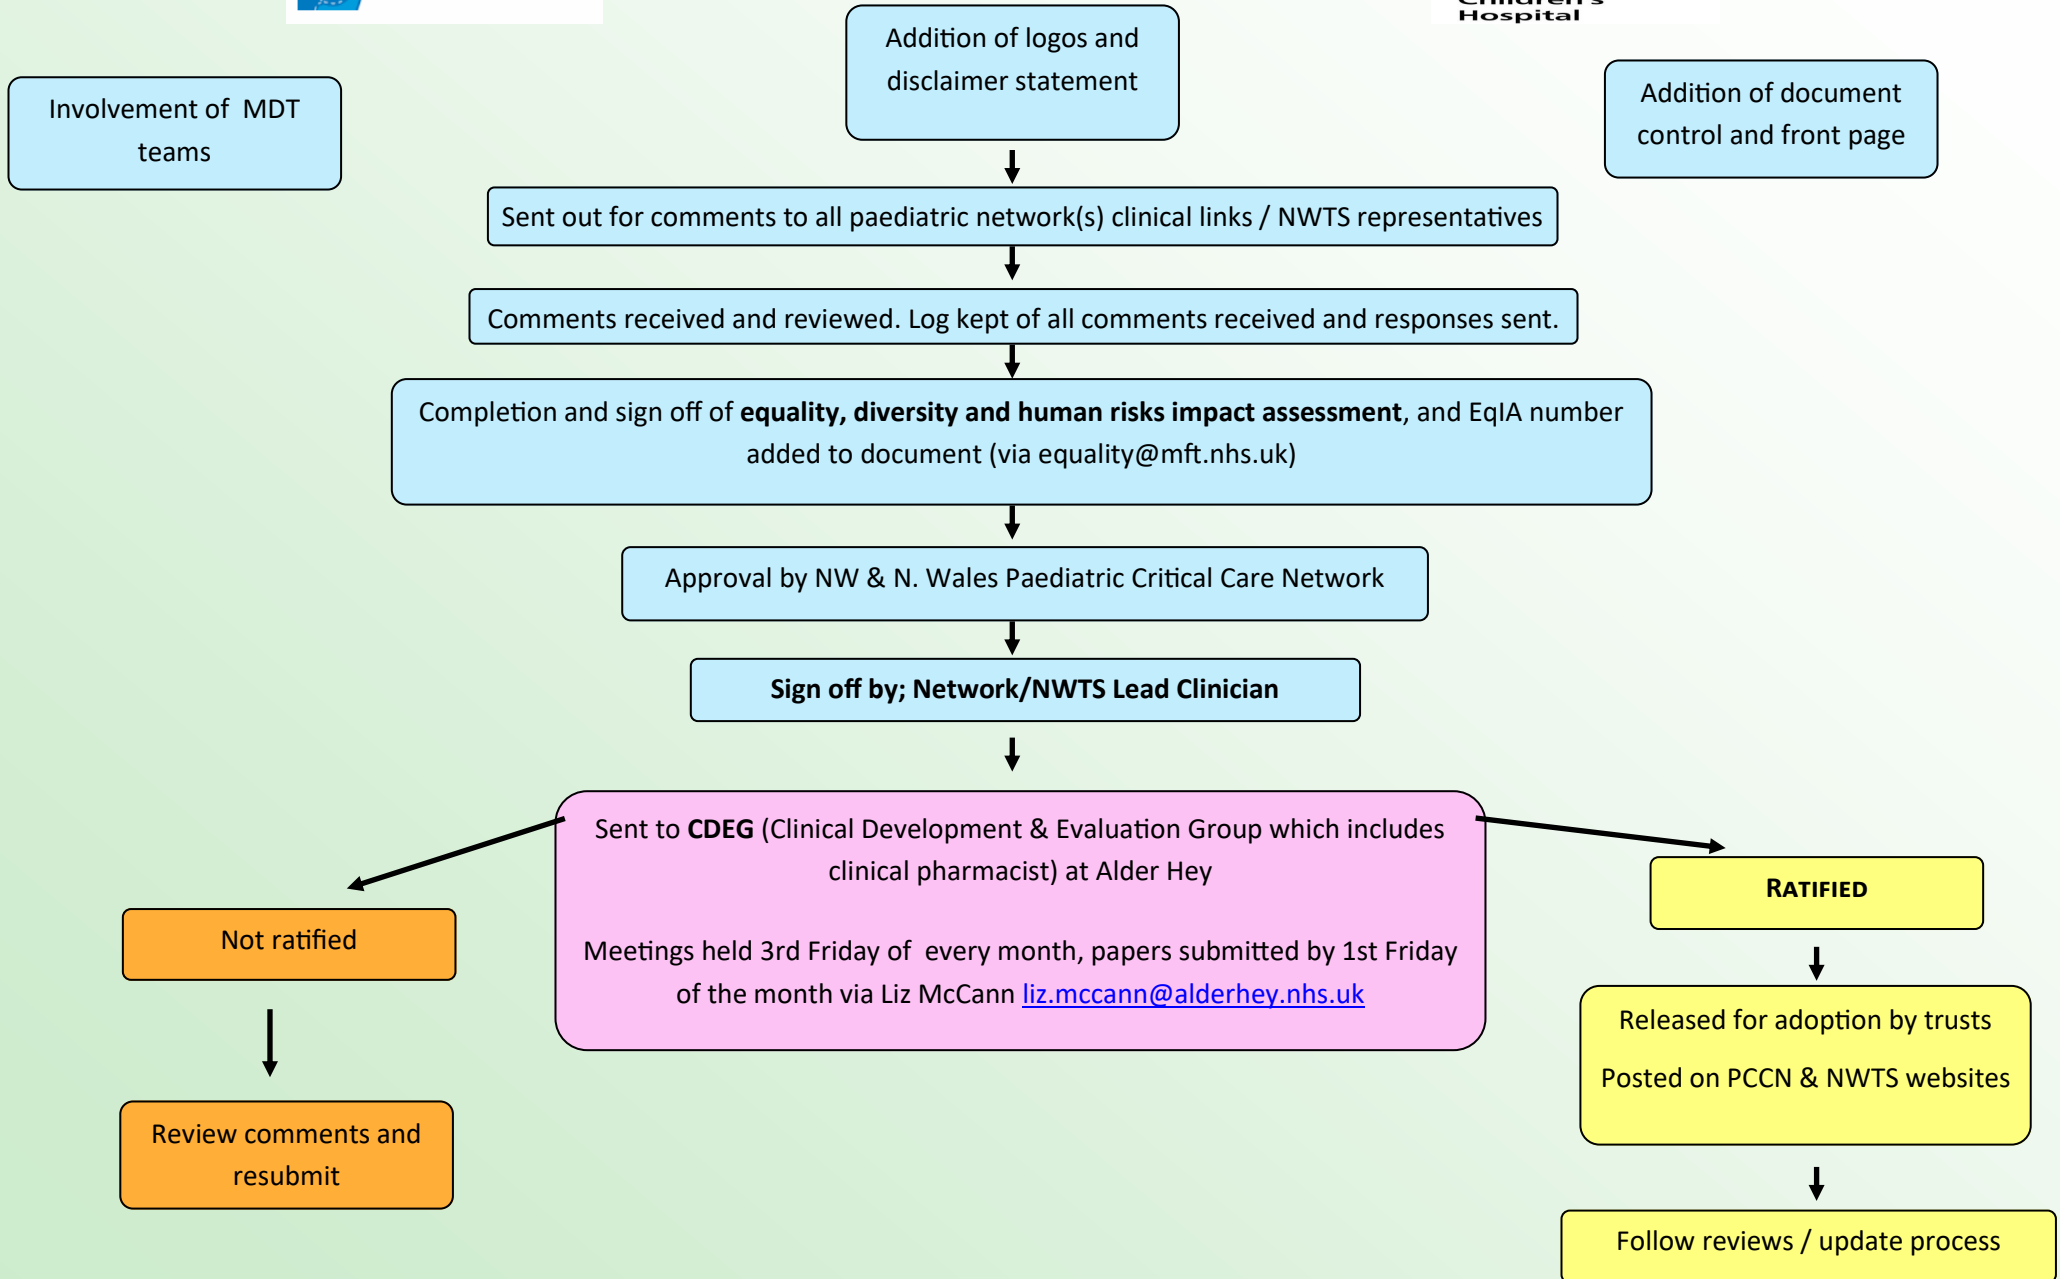 Hospital
Addition of logos and
disclaimer statement
Involvement of  MDT
teams
Addition of document
control and front page
Sent out for comments to all paediatric network(s) clinical links / NWTS representatives
Comments received and reviewed. Log kept of all comments received and responses sent.
Completion and sign off of equality, diversity and human risks impact assessment, and EqIA number
added to document (via equality@mft.nhs.uk)
Approval by NW & N. Wales Paediatric Critical Care Network
Sign off by; Network/NWTS Lead Clinician
Sent to CDEG (Clinical Development & Evaluation Group which includes
clinical pharmacist) at Alder Hey
Meetings held 3rd Friday of  every month, papers submitted by 1st Friday
of the month via Liz McCann liz.mccann@alderhey.nhs.uk
Not ratified
Review comments and
resubmit
RATIFIED
Released for adoption by trusts
Posted on PCCN & NWTS websites
Follow reviews / update process